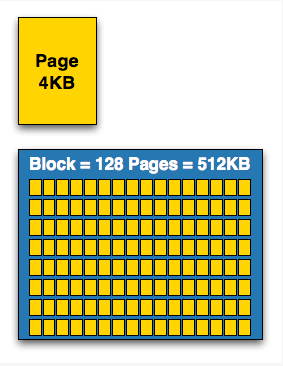 Page
4KB
Block = 128 Pages = 512KB